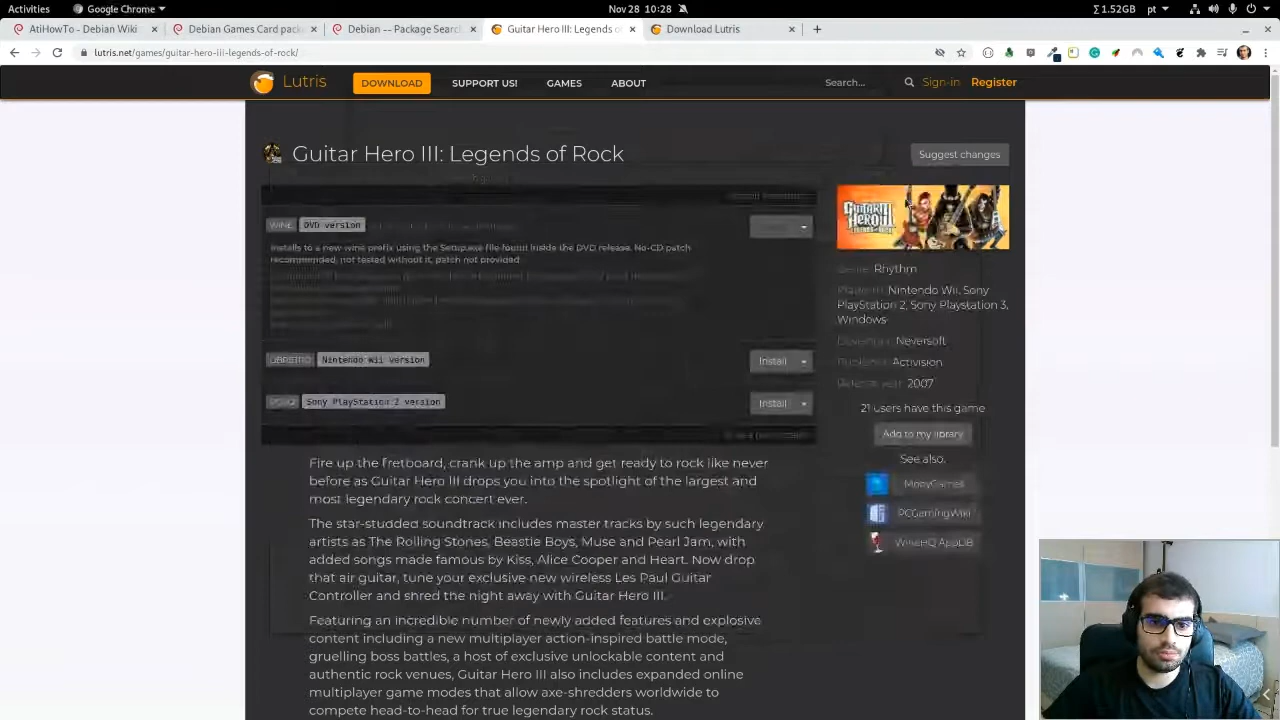 Activities
Google Chrome
Nov 28 10:28
1.52GB
pt
AtiHowTo - Debian Wiki
Debian Games Card pack
Debian -- Package Search
Guitar Hero III: Legends of
Download Lutris
lutris.net/games/guitar-hero-iii-legends-of-rock/
Lutris
DOWNLOAD
SUPPORT US!
GAMES
ABOUT
Search...
Sign-in
Register
Guitar Hero III: Legends of Rock
Suggest changes
WINE
DVD version
Installs to a new wine prefix using the Setup.exe file found inside the DVD release. No-CD patch
recommended, not tested without it, patch not provided
Nintendo Wii version
Install
Sony PlayStation 2 version
Install
GUITAR
HERO III
Rhythm
Nintendo Wii, Sony
PlayStation 2, Sony Playstation 3,
Windows
Neversoft
Activision
2007
21 users have this game
Add to my library
See also:
MobyGames
PCGamingWiki
WineHQ AppDB
Fire up the fretboard, crank up the amp and get ready to rock like never
before as Guitar Hero III drops you into the spotlight of the largest and
most legendary rock concert ever.
The star-studded soundtrack includes master tracks by such legendary
artists as The Rolling Stones, Beastie Boys, Muse and Pearl Jam, with
added songs made famous by Kiss, Alice Cooper and Heart. Now drop
that air guitar, tune your exclusive new wireless Les Paul Guitar
Controller and shred the night away with Guitar Hero III.
Featuring an incredible number of newly added features and explosive
content including a new multiplayer action-inspired battle mode,
gruelling boss battles, a host of exclusive unlockable content and
authentic rock venues, Guitar Hero III also includes expanded online
multiplayer game modes that allow axe-shredders worldwide to
compete head-to-head for true legendary rock status.